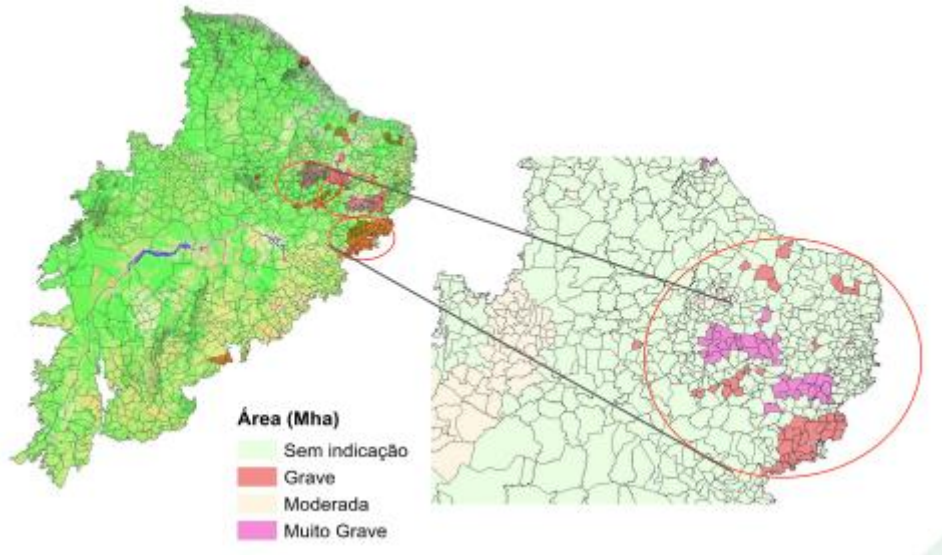 Área (Mha)
Sem indicação
Grave
Moderada
Muito Grave